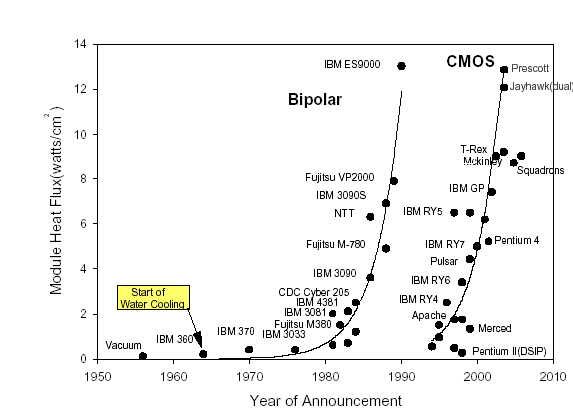 14
12
10
8
6
4
2
0
Module Heat Flux(watts/cm²)
IBM ES9000
CMOS
Prescott
Jayhawk(dual)
Bipolar
T-Rex
Mckinley
Squadrons
Fujitsu VP2000
IBM 3090S
IBM GP
NTT
IBM RY5
Fujitsu M-780
IBM RY7
Pentium 4
Pulsar
IBM 3090
IBM RY6
Start of
Water Cooling
CDC Cyber 205
IBM 4381
IBM RY4
IBM 3081
Apache
Fujitsu M380
Merced
IBM 370
IBM 3033
IBM 360
Vacuum
Pentium II(DSIP)
1950
1960
1970
1980
1990
2000
2010
Year of Announcement